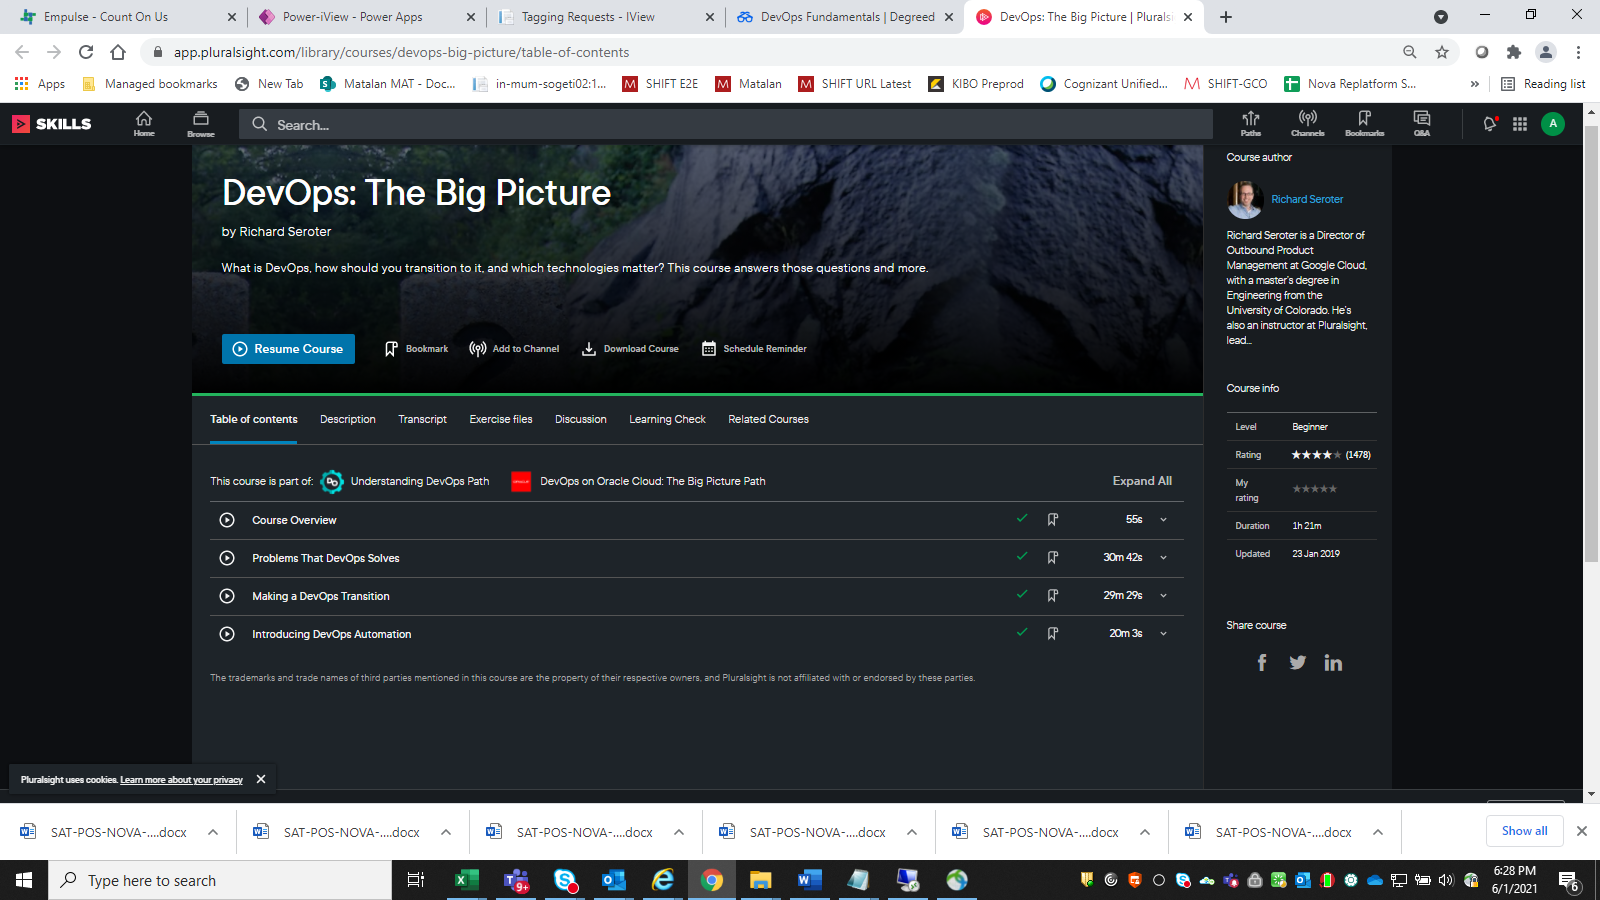 Empulse - Count On Us
Power-iView - Power Apps
Tagging Requests - IView
DevOps Fundamentals | Degreed
DevOps: The Big Picture | Plurals
app.pluralsight.com/library/courses/devops-big-picture/table-of-contents
Apps
Managed bookmarks
New Tab
Matalan MAT - Doc...
in-mum-sogeti02:1...
SHIFT E2E
Matalan
SHIFT URL Latest
KIBO Preprod
Cognizant Unified...
SHIFT-GCO
Nova Replatform S...
»
Reading list
SKILLS
Home
Browse
Search...
Paths
Channels
Bookmarks
Q&A
A
DevOps: The Big Picture
by Richard Seroter
What is DevOps, how should you transition to it, and which technologies matter? This course answers those questions and more.
Resume Course
Bookmark
Add to Channel
Download Course
Schedule Reminder
Course author
Richard Seroter
Richard Seroter is a Director of
Outbound Product
Management at Google Cloud,
with a master's degree in
Engineering from the
University of Colorado. He's
also an instructor at Pluralsight,
lead...
Course info
Level Beginner
Rating ★★★★★ (1478)
My
rating ★★★★★
Duration 1h 21m
Updated 23 Jan 2019
Share course
Table of contents
Description
Transcript
Exercise files
Discussion
Learning Check
Related Courses
This course is part of:
Understanding DevOps Path
DevOps on Oracle Cloud: The Big Picture Path
Expand All
Course Overview 55s
Problems That DevOps Solves 30m 42s
Making a DevOps Transition 29m 29s
Introducing DevOps Automation 20m 3s
The trademarks and trade names of third parties mentioned in this course are the property of their respective owners, and Pluralsight is not affiliated with or endorsed by these parties.
Pluralsight uses cookies. Learn more about your privacy
SAT-POS-NOVA-....docx
SAT-POS-NOVA-....docx
SAT-POS-NOVA-....docx
SAT-POS-NOVA-....docx
SAT-POS-NOVA-....docx
SAT-POS-NOVA-....docx
Show all
Type here to search
9+
6:28 PM
6/1/2021
6